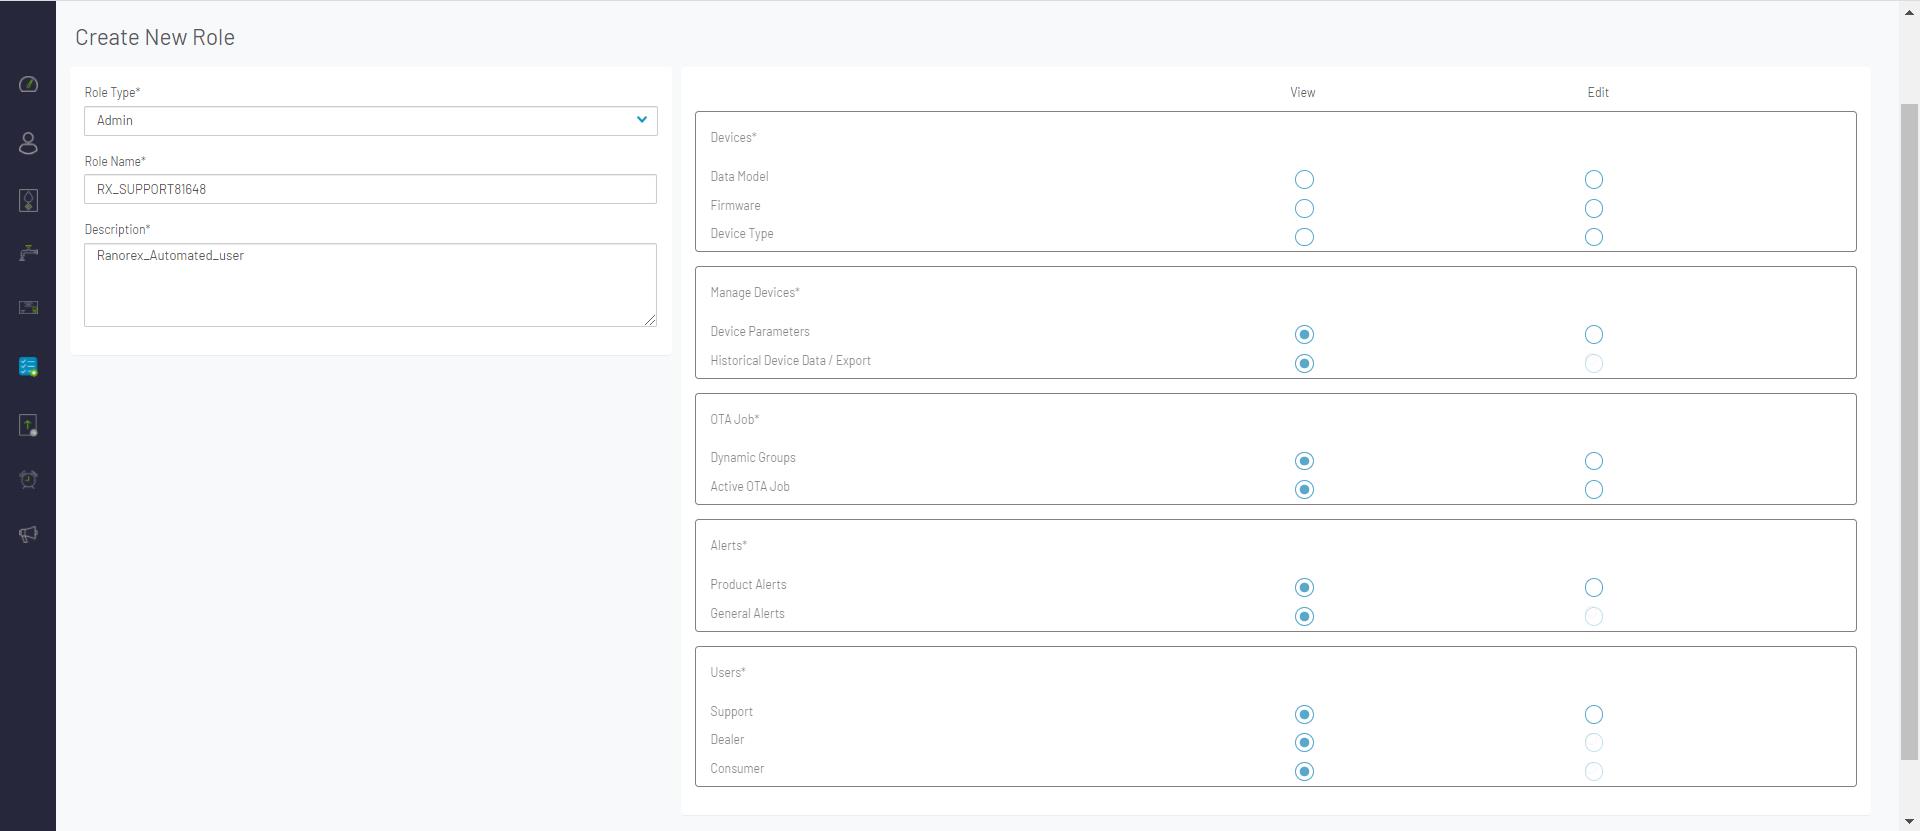 Create New Role
Role Type*
Admin
Role Name*
RX_SUPPORT81648
Description*
Ranorex_Automated_user
View Edit
Devices*
Data Model
Firmware
Device Type
Manage Devices*
Device Parameters
Historical Device Data / Export
OTA Job*
Dynamic Groups
Active OTA Job
Alerts*
Product Alerts
General Alerts
Users*
Support
Dealer
Consumer